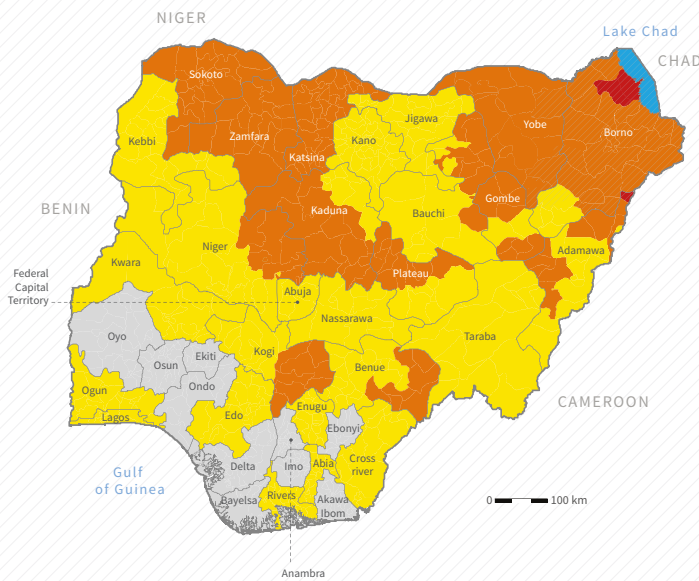 NIGER
Lake Chad
CHAD
Sokoto
Jigawa
Yobe
Borno
Kebbi
Zamfara
Kano
Katsina
Gombe
BENIN
Kaduna
Bauchi
Niger
Adamawa
Kwara
Plateau
Federal
Capital
Territory
Abuja
Nassarawa
Oyo
Taraba
Kogi
Ekiti
Osun
Benue
Ondo
Ogun
CAMEROON
Enugu
Lagos
Edo
Ebonyi
Gulf
of Guinea
Delta
Imo
Abia
Cross
river
Bayelsa
Rivers
Akawa
Ibom
0 100 km
Anambra